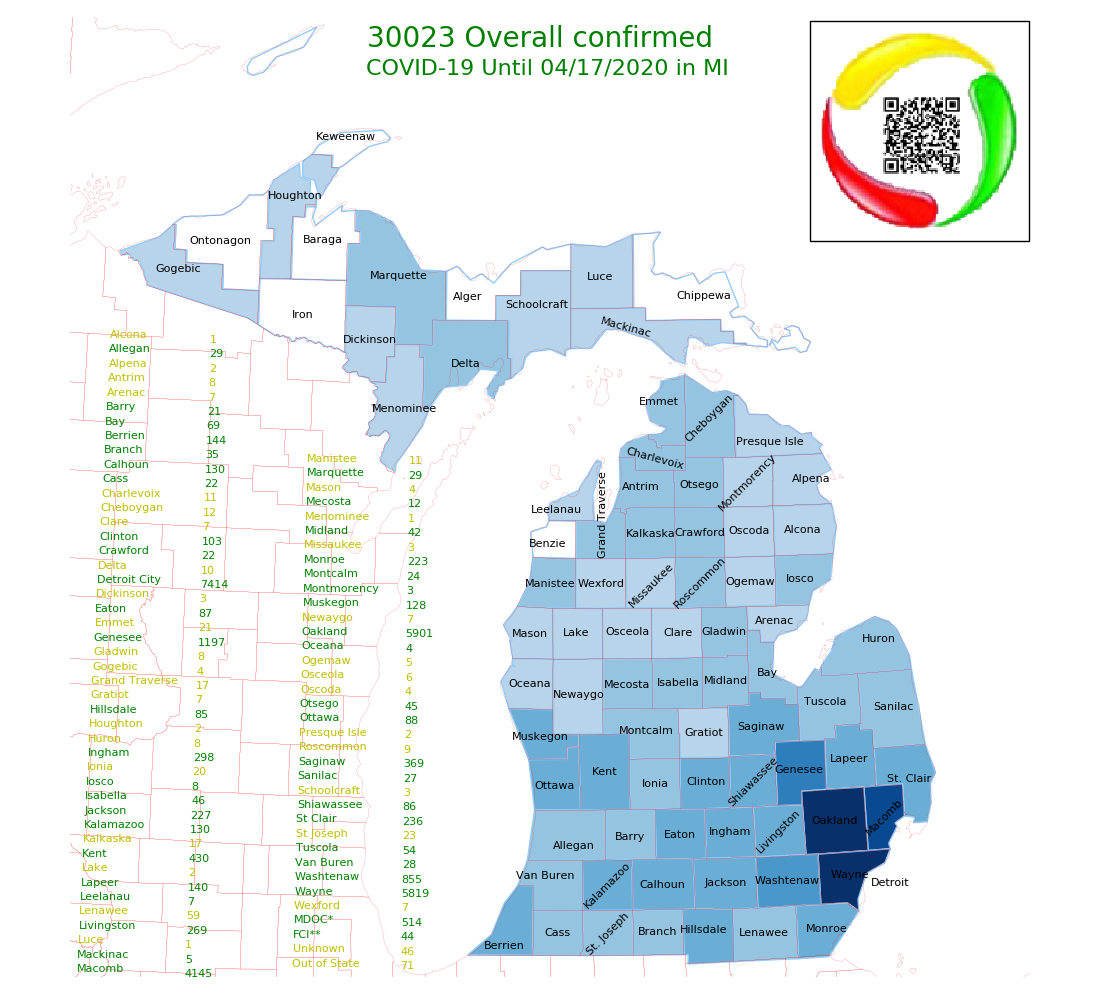 30023 Overall confirmed
COVID-19 Until 04/17/2020 in MI
Keweenaw
Houghton
Ontonagon
Baraga
Gogebic
Marquette
Iron
Alger
Luce
Chippewa
Schoolcraft
Mackinac
Dickinson
Delta
Menominee
Alcona 1
Allegan 29
Alpena 2
Antrim 8
Arenac 7
Barry 21
Bay 69
Berrien 144
Branch 35
Calhoun 130
Cass 22
Charlevoix 11
Cheboygan 12
Clare 7
Clinton 103
Crawford 22
Delta 10
Detroit City 7414
Dickinson 3
Eaton 87
Emmet 21
Genesee 1197
Gladwin 8
Gogebic 4
Grand Traverse 17
Gratiot 7
Hillsdale 85
Houghton 2
Huron 8
Ingham 298
Ionia 20
Iosco 8
Isabella 46
Jackson 227
Kalamazoo 130
Kalkaska 17
Kent 430
Lake 2
Lapeer 140
Leelanau 7
Lenawee 59
Livingston 269
Luce 1
Mackinac 5
Macomb 4145
Manistee 11
Marquette 29
Mason 4
Mecosta 12
Menominee 1
Midland 42
Missaukee 3
Monroe 223
Montcalm 24
Montmorency 3
Muskegon 128
Newaygo 7
Oakland 5901
Oceana 4
Ogemaw 5
Osceola 6
Oscoda 4
Otsego 45
Ottawa 88
Presque Isle 2
Roscommon 9
Saginaw 369
Sanilac 27
Schoolcraft 3
Shiawassee 86
St Clair 236
St Joseph 23
Tuscola 54
Van Buren 28
Washtenaw 855
Wayne 5819
Wexford 7
MDOC* 514
FCI** 44
Unknown 46
Out of State 71
Emmet
Cheboygan
Presque Isle
Charlevoix
Antrim
Otsego
Montmorency
Alpena
Leelanau
Grand Traverse
Benzie
Kalkaska
Crawford
Oscoda
Alcona
Manistee
Wexford
Missaukee
Roscommon
Ogemaw
Iosco
Mason
Lake
Osceola
Clare
Gladwin
Arenac
Huron
Oceana
Newaygo
Mecosta
Isabella
Midland
Bay
Tuscola
Sanilac
Muskegon
Montcalm
Gratiot
Saginaw
Ottawa
Kent
Ionia
Clinton
Shiawassee
Genesee
Lapeer
St. Clair
Allegan
Barry
Eaton
Ingham
Livingston
Oakland
Macomb
Van Buren
Kalamazoo
Calhoun
Jackson
Washtenaw
Wayne
Detroit
Berrien
Cass
St. Joseph
Branch
Hillsdale
Lenawee
Monroe